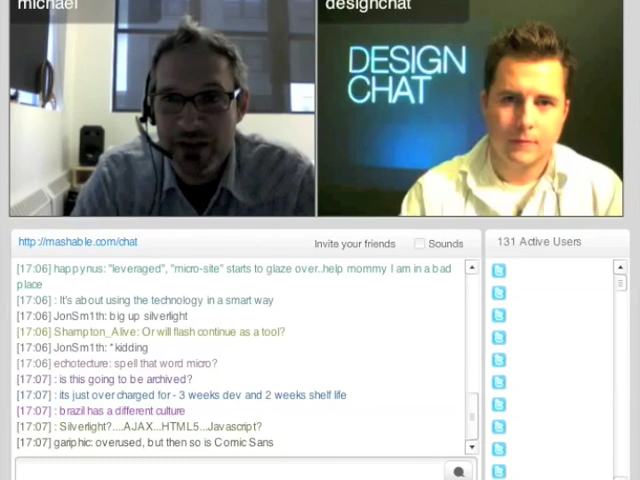 michael
designchat
DESIGN
CHAT
http://mashable.com/chat
Invite your friends
Sounds
131 Active Users
[17:06] happynus: "leveraged", "micro-site" starts to glaze over..help mommy I am in a bad
place
[17:06] : It's about using the technology in a smart way
[17:06] JonSm1th: big up silverlight
[17:06] Shampton_Alive: Or will flash continue as a tool?
[17:06] JonSm1th: *kidding
[17:06] echotecture: spell that word micro?
[17:07] : is this going to be archived?
[17:07] : its just over charged for - 3 weeks dev and 2 weeks shelf life
[17:07] : brazil has a different culture
[17:07] : Silverlight?....AJAX...HTML5...Javascript?
[17:07] gariphic: overused, but then so is Comic Sans